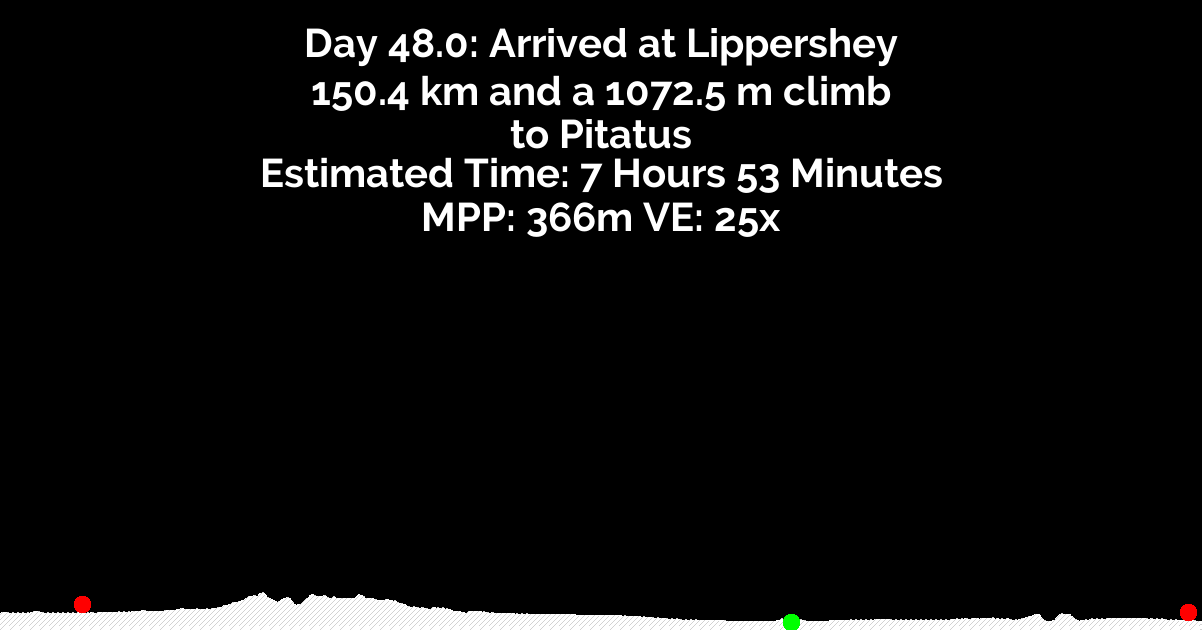 Day 48.0: Arrived at Lippershey
150.4 km and a 1072.5 m climb
to Pitatus
Estimated Time: 7 Hours 53 Minutes
MPP: 366m VE: 25x